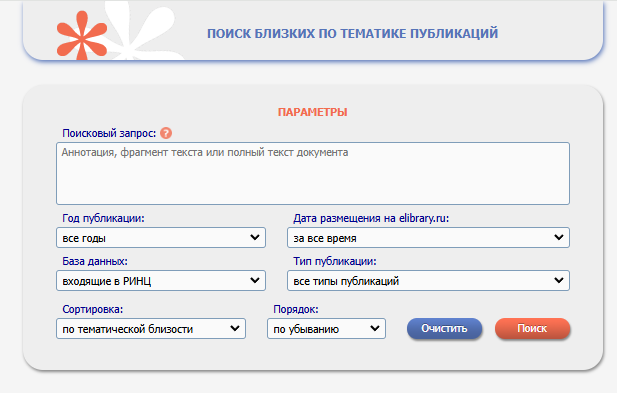 ПОИСК БЛИЗКИХ ПО ТЕМАТИКЕ ПУБЛИКАЦИЙ
ПАРАМЕТРЫ
Поисковый запрос: ?
Аннотация, фрагмент текста или полный текст документа
Год публикации: Дата размещения на elibrary.ru:
все годы за все время
База данных: Тип публикации:
входящие в РИНЦ все типы публикаций
Сортировка: Порядок:
по тематической близости по убыванию Очистить Поиск